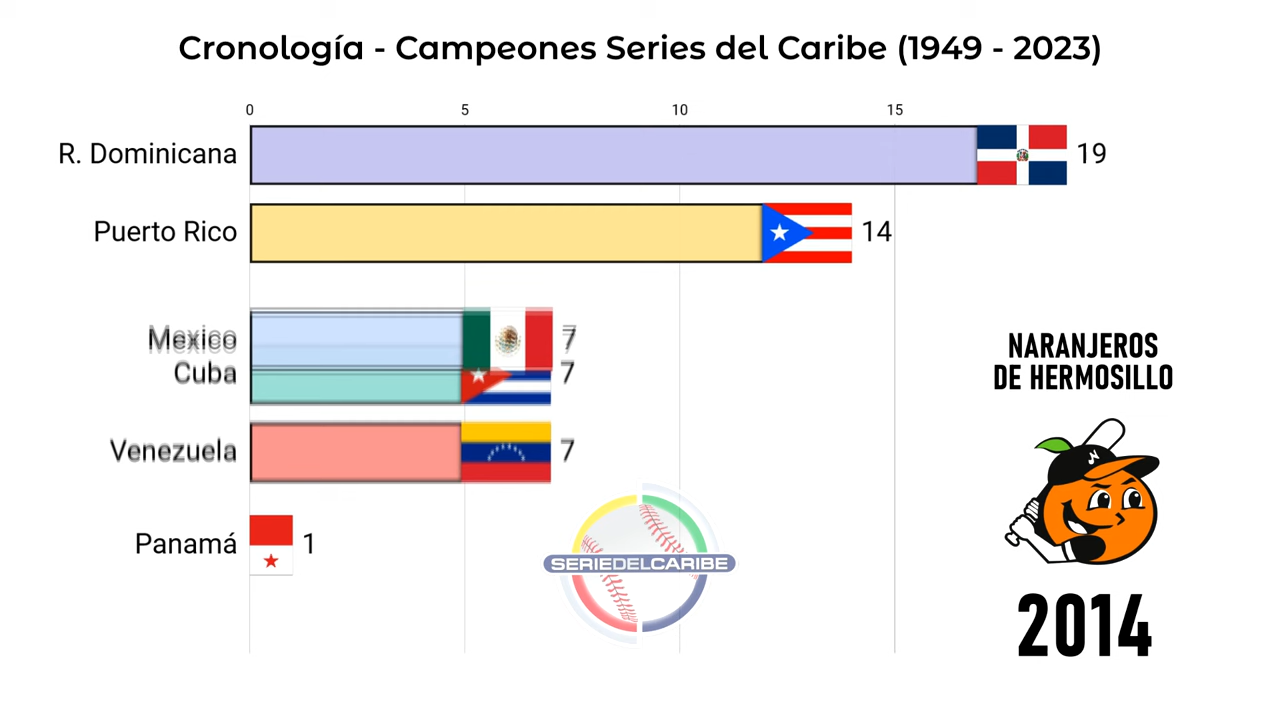 Cronología - Campeones Series del Caribe (1949 - 2023)
0 5 10 15
R. Dominicana 19
Puerto Rico 14
Mexico 7
Cuba 7
Venezuela 7
Panamá 1
NARANJEROS
DE HERMOSILLO
N
SERIEDELCARIBE
2014